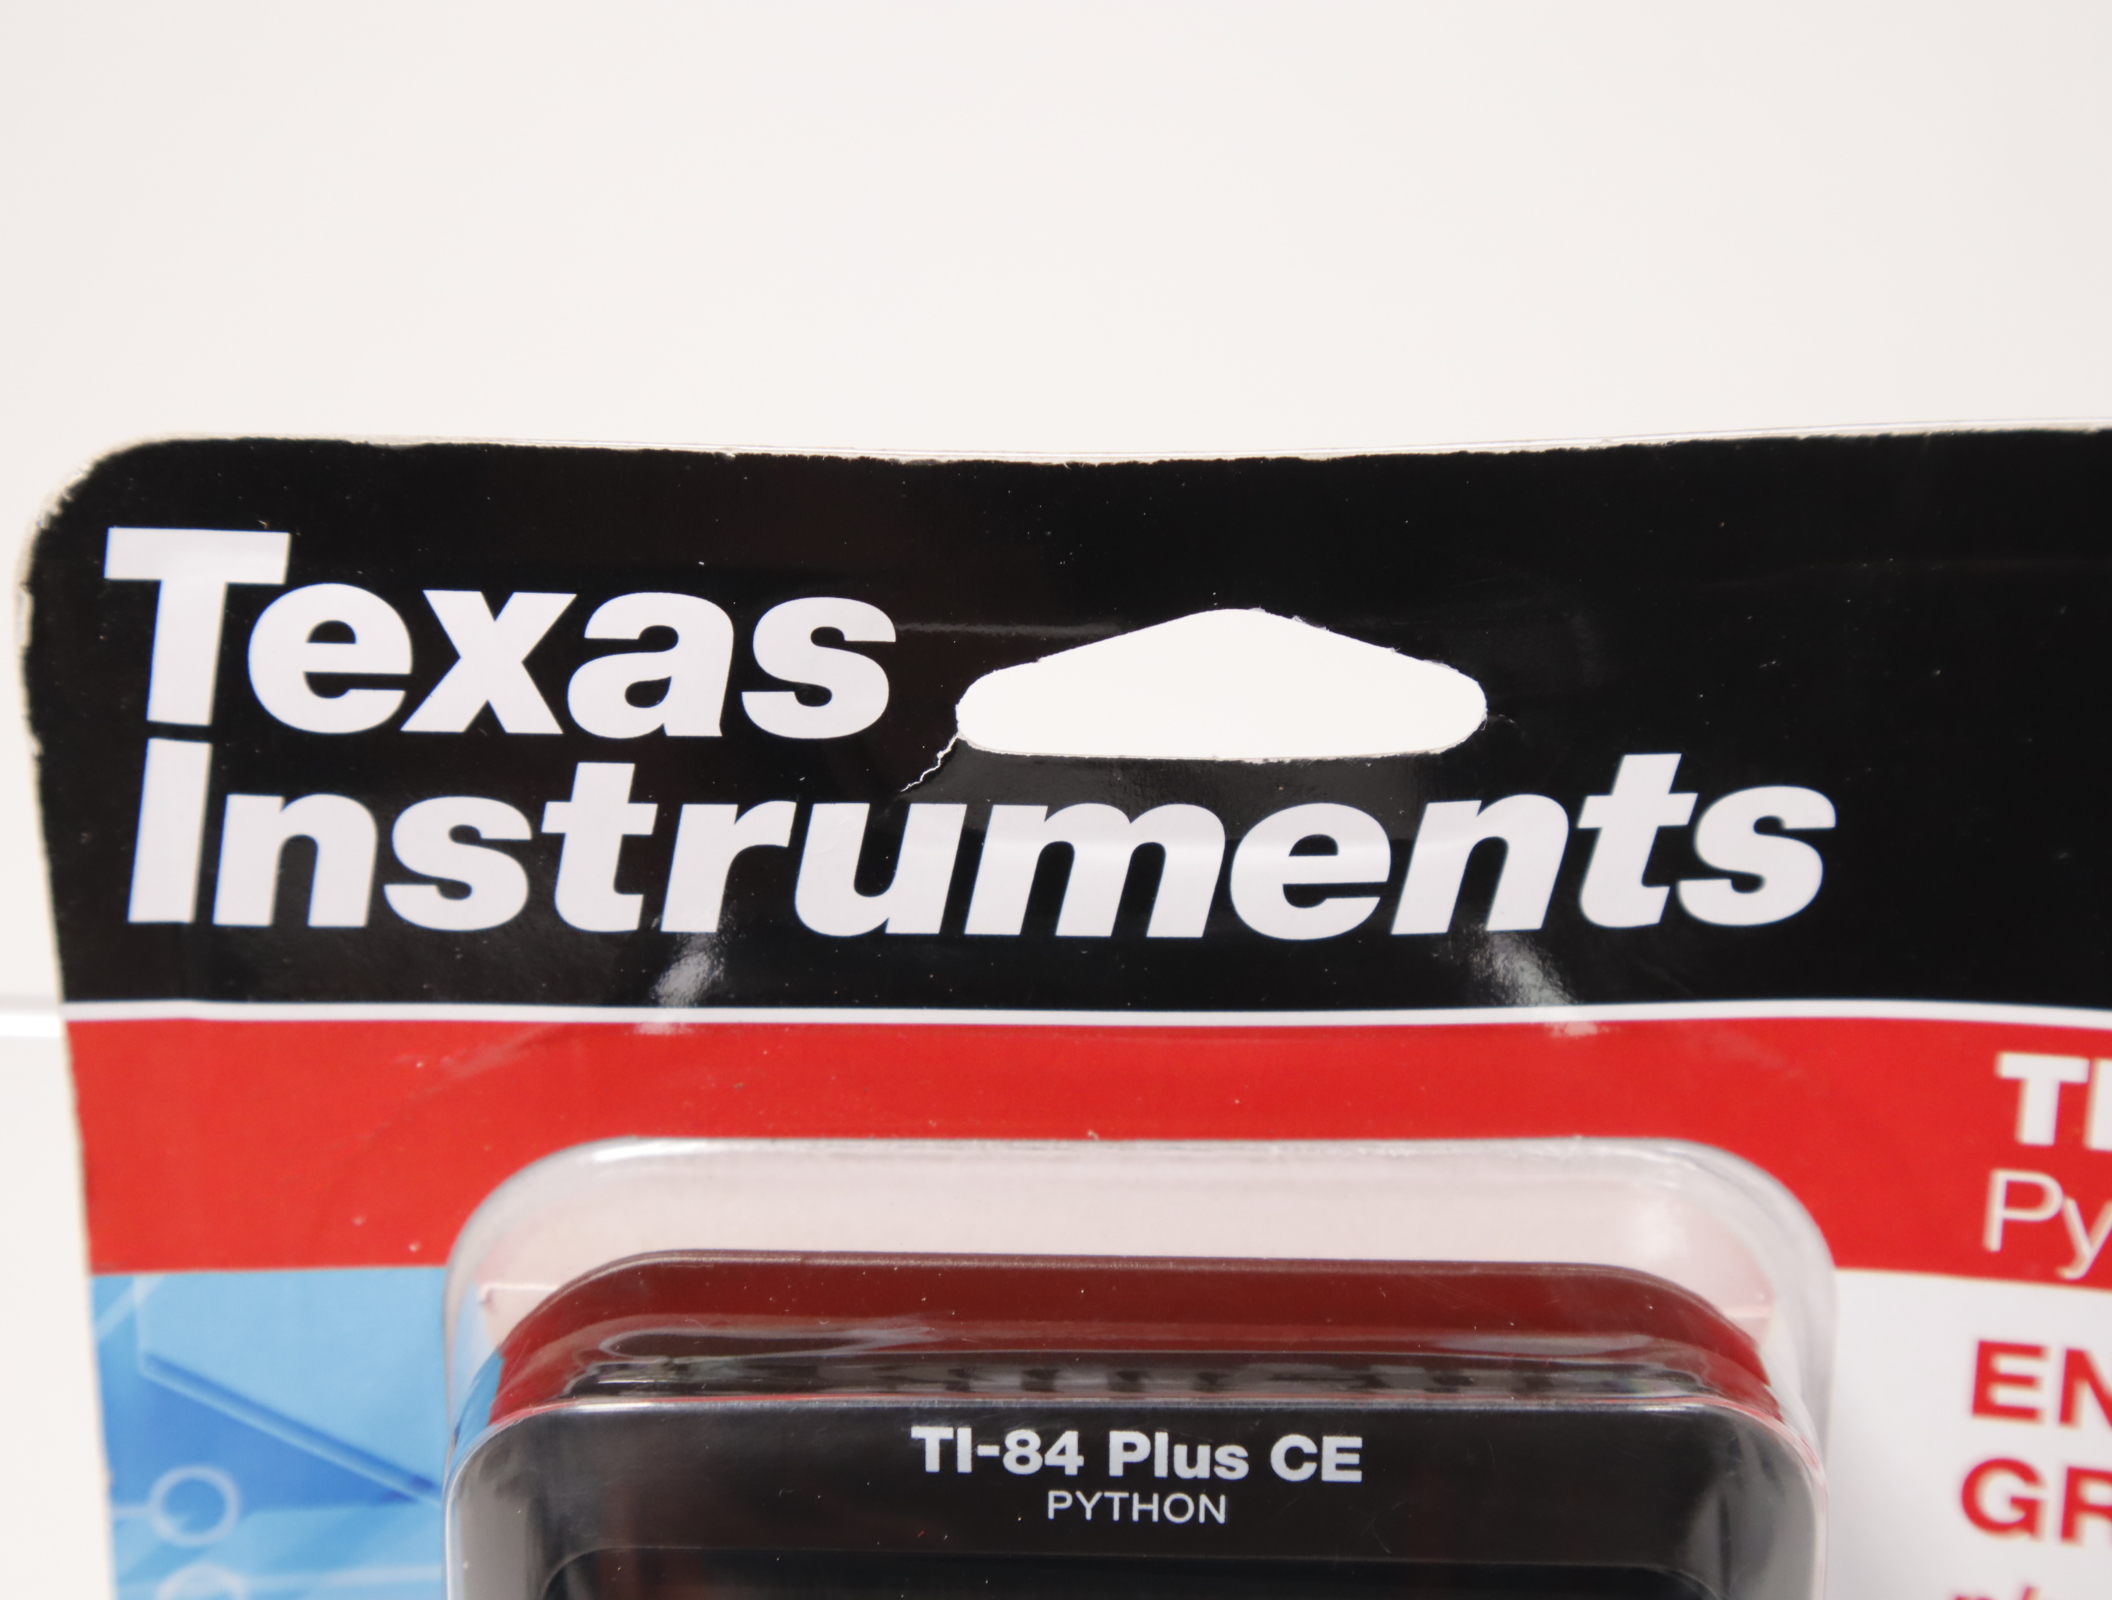 Texas
Instruments
TI-84 Plus CE
PYTHON